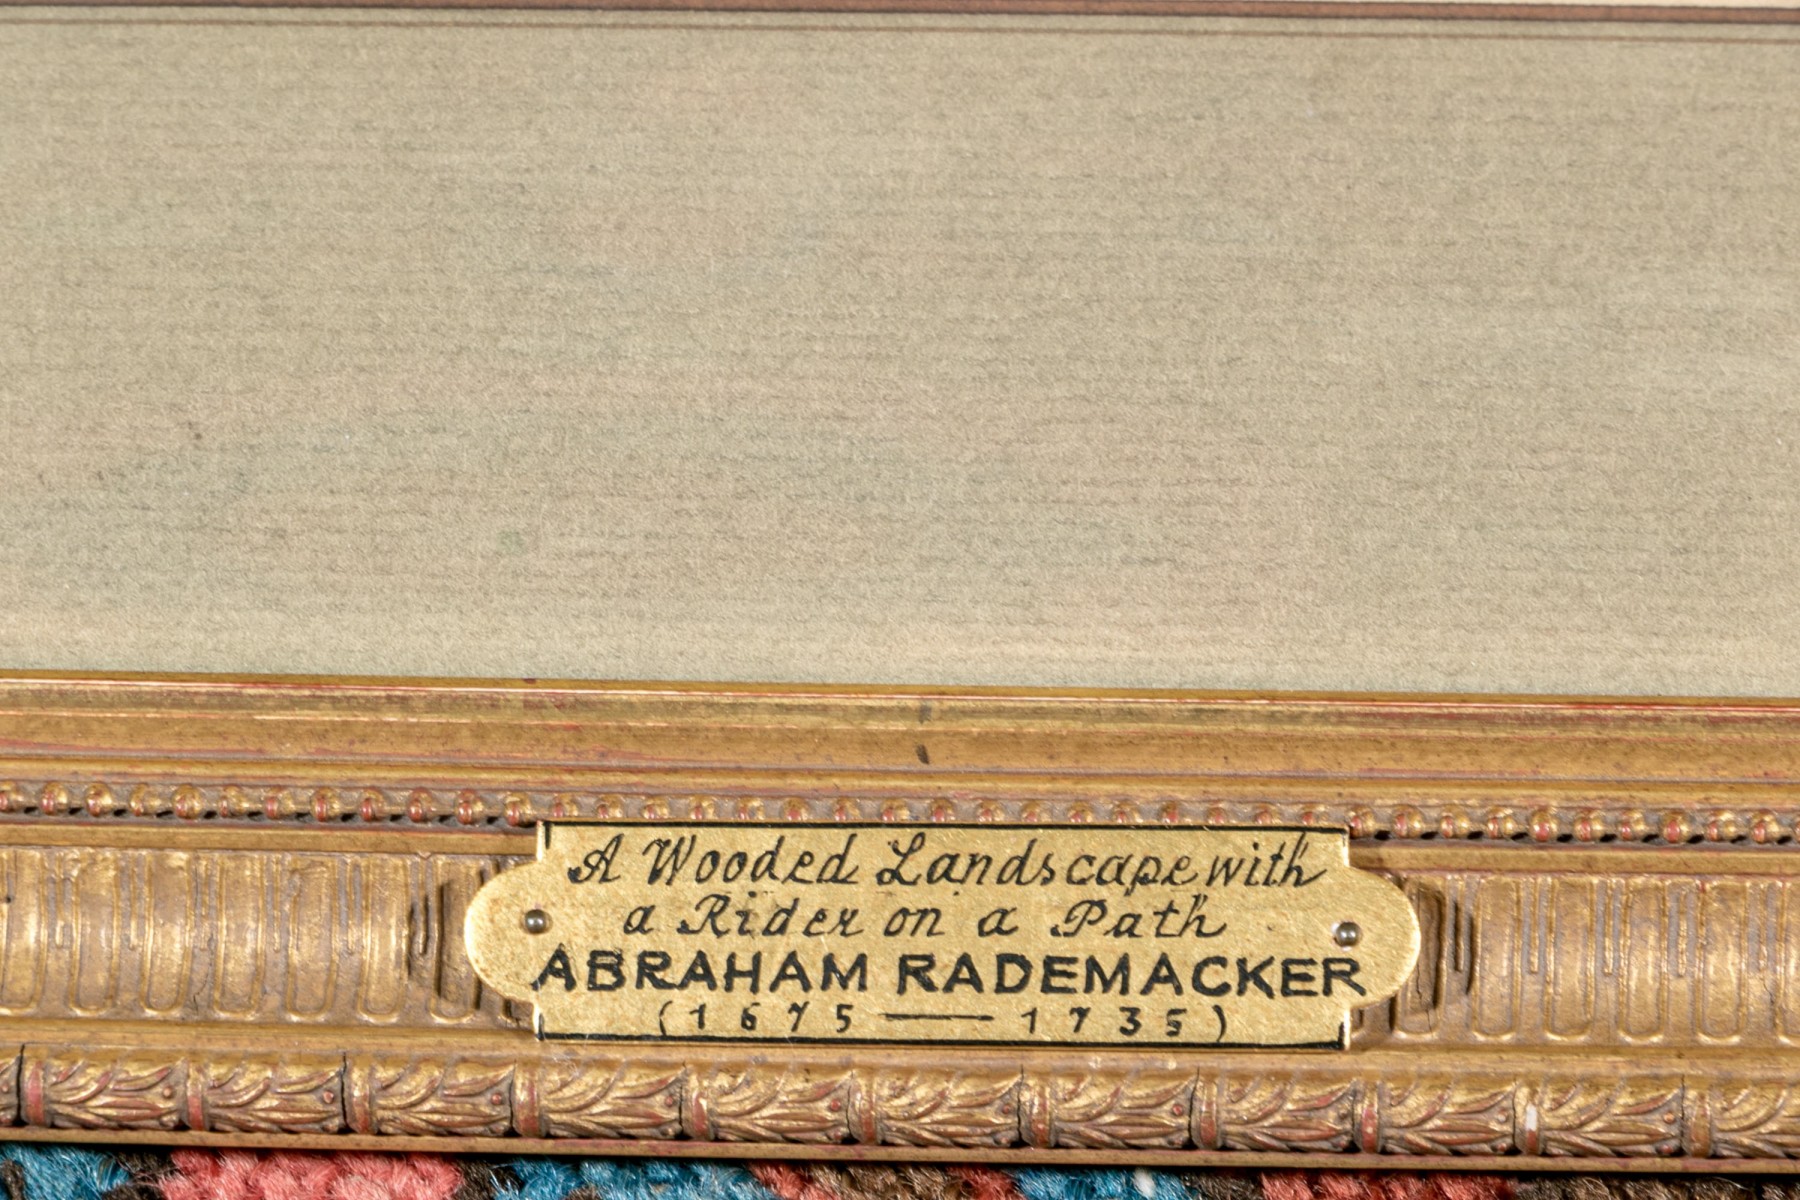 A Wooded Landscape with
a Rider on a Path
ABRAHAM RADEMACKER
(1675 — 1735)